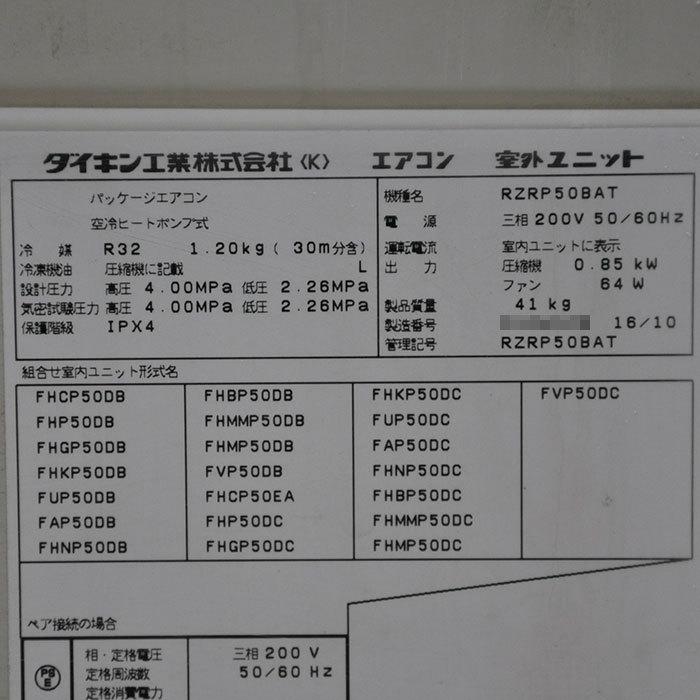 ダイキン工業株式会社〈K〉 エアコン 室外ユニット
パッケージエアコン
空冷ヒートポンプ式
冷媒 R32 1.20kg( 30m分含)
冷凍機油 圧縮機に記載 L
設計圧力 高圧 4.00MPa 低圧 2.26MPa
気密試験圧力 高圧 4.00MPa 低圧 2.26MPa
保護階級 IPX4
機種名 RZRP50BAT
電源 三相200V 50/60Hz
運転電流 室内ユニットに表示
出力 圧縮機 0.85 kW
ファン 64 W
製品質量 41 kg
製造番号 16/10
管理記号 RZRP50BAT
組合せ室内ユニット形式名
FHCP50DB FHBP50DB FHKP50DC FVP50DC
FHP50DB FHMMP50DB FUP50DC
FHGP50DB FHMP50DB FAP50DC
FHKP50DB FVP50DB FHNP50DC
FUP50DB FHCP50EA FHBP50DC
FAP50DB FHP50DC FHMMP50DC
FHNP50DB FHGP50DC FHMP50DC
ペア接続の場合
PS
E
相・定格電圧 三相 200 V
定格周波数 50/60 Hz
定格消費電力